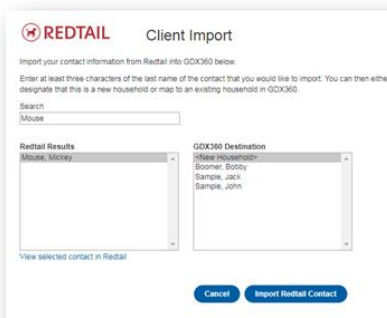 REDTAIL
Client Import
Import your contact information from Redtail into GDX360 below.
Enter at least three characters of the last name of the contact that you would like to import. You can then eithe
designate that this is a new household or map to an existing household in GDX360.
Search
Mouse
Redtail Results
GDX360 Destination
Mouse, Mickey
<New Household>
Boomer, Bobby
Sample, Jack
Sample, John
View selected contact in Redtail
Cancel
Import Redtail Contact